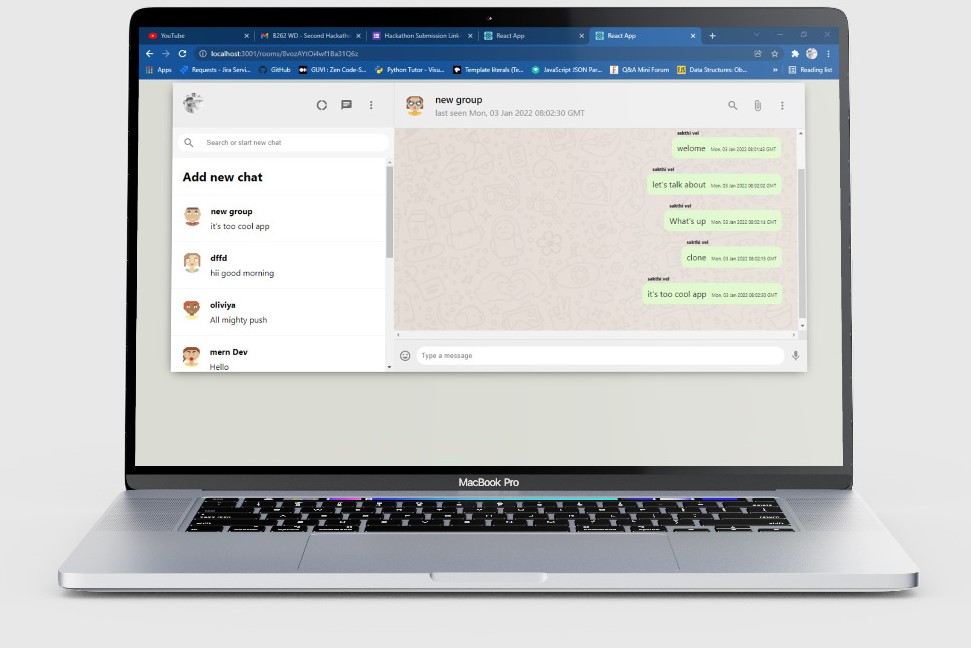 YouTube
B262 WD - Second Hackatho
Hackathon Submission Link
React App
React App
localhost:3001/rooms/8vozAYtOi4wf1Ba31Q6z
Apps
Requests - Jira Servi...
GitHub
GUVI : Zen Code-S...
Python Tutor - Visu...
Template literals (Te...
JavaScript JSON Par...
Q&A Mini Forum
Data Structures: Ob...
»
Reading list
new group
last seen Mon, 03 Jan 2022 08:02:30 GMT
Search or start new chat
Add new chat
new group
it's too cool app
dffd
hii good morning
oliviya
All mighty push
mern Dev
Hello
sakthi vel
welome Mon, 03 Jan 2022 08:01:43 GMT
sakthi vel
let's talk about Mon, 03 Jan 2022 08:02:02 GMT
sakthi vel
What's up Mon, 03 Jan 2022 08:02:14 GMT
sakthi vel
clone Mon, 03 Jan 2022 08:02:19 GMT
sakthi vel
it's too cool app Mon, 03 Jan 2022 08:02:30 GMT
Type a message
MacBook Pro